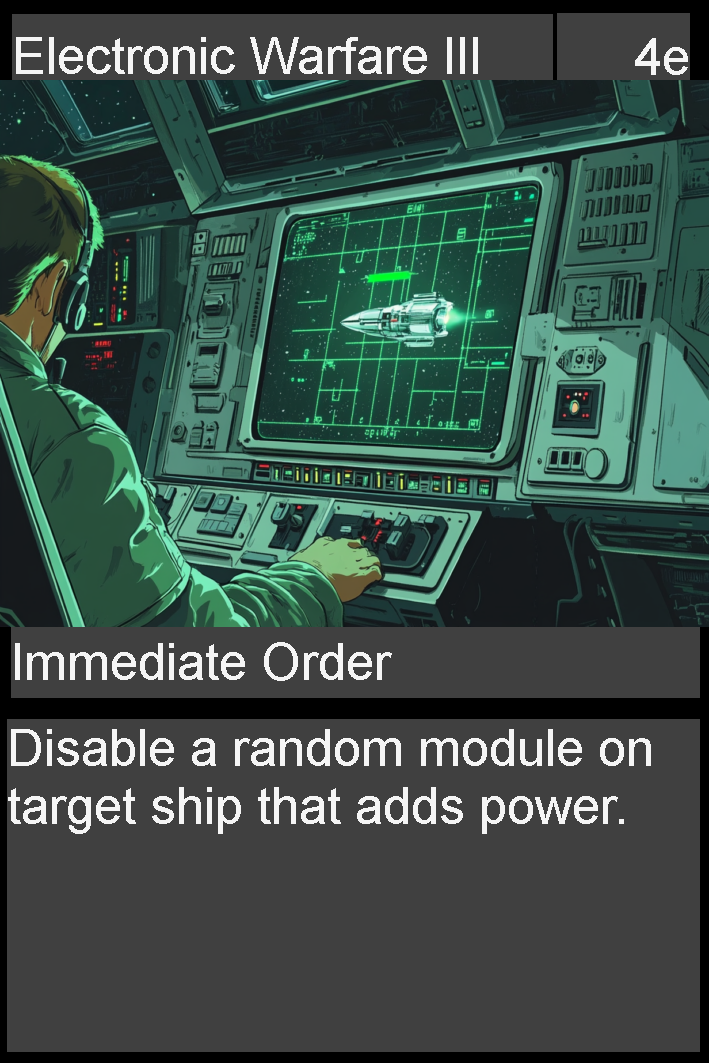 Electronic Warfare III
4e
Immediate Order
Disable a random module on
target ship that adds power.